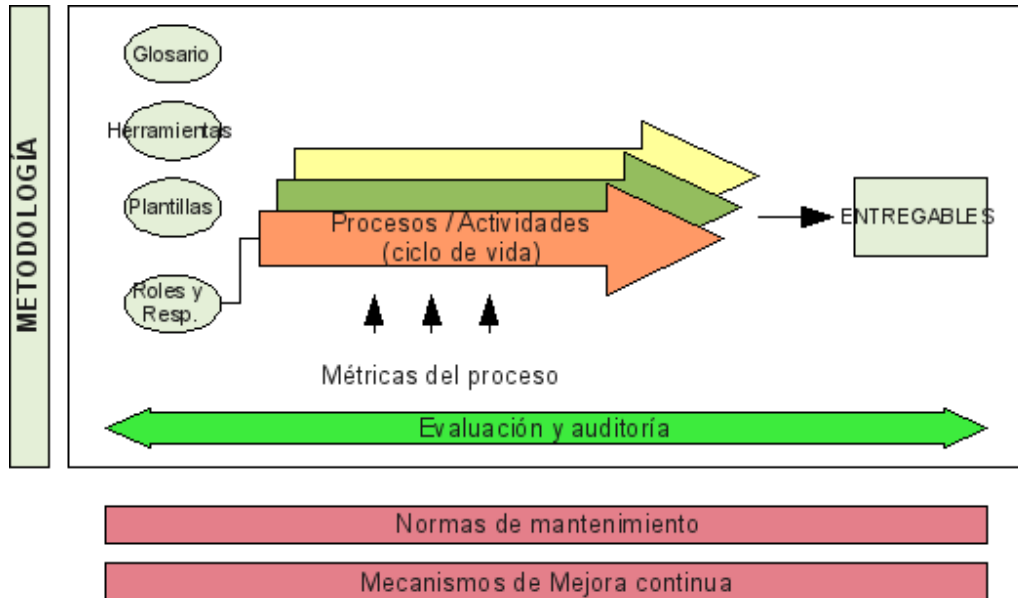 METODOLOGÍA
Glosario
Herramientas
Plantillas
Roles y
Resp.
Procesos / Actividades
(ciclo de vida)
ENTREGABLES
Métricas del proceso
Evaluación y auditoría
Normas de mantenimiento
Mecanismos de Mejora continua